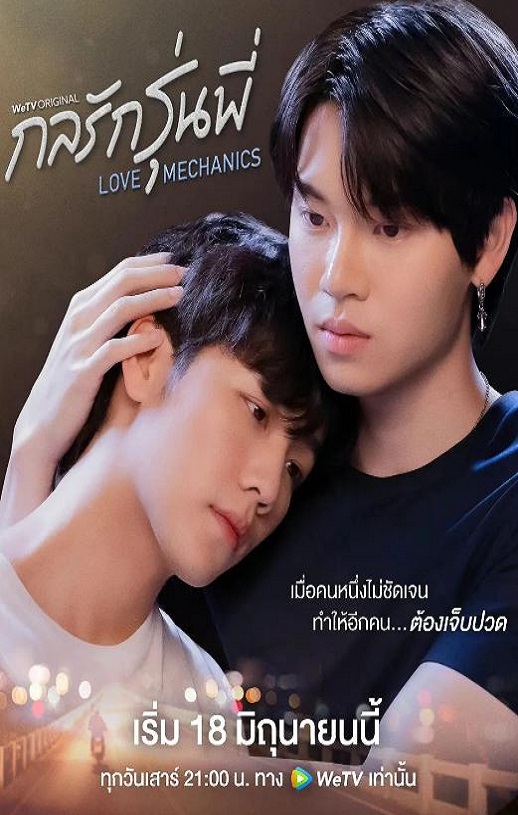 WeTV ORIGINAL
กลรักรุ่นพี่
LOVE MECHANICS
เมื่อคนหนึ่งไม่ชัดเจน
ทำให้อีกคน...ต้องเจ็บปวด
เริ่ม 18 มิถุนายนนี้
ทุกวันเสาร์ 21:00 น. ทาง WeTV เท่านั้น